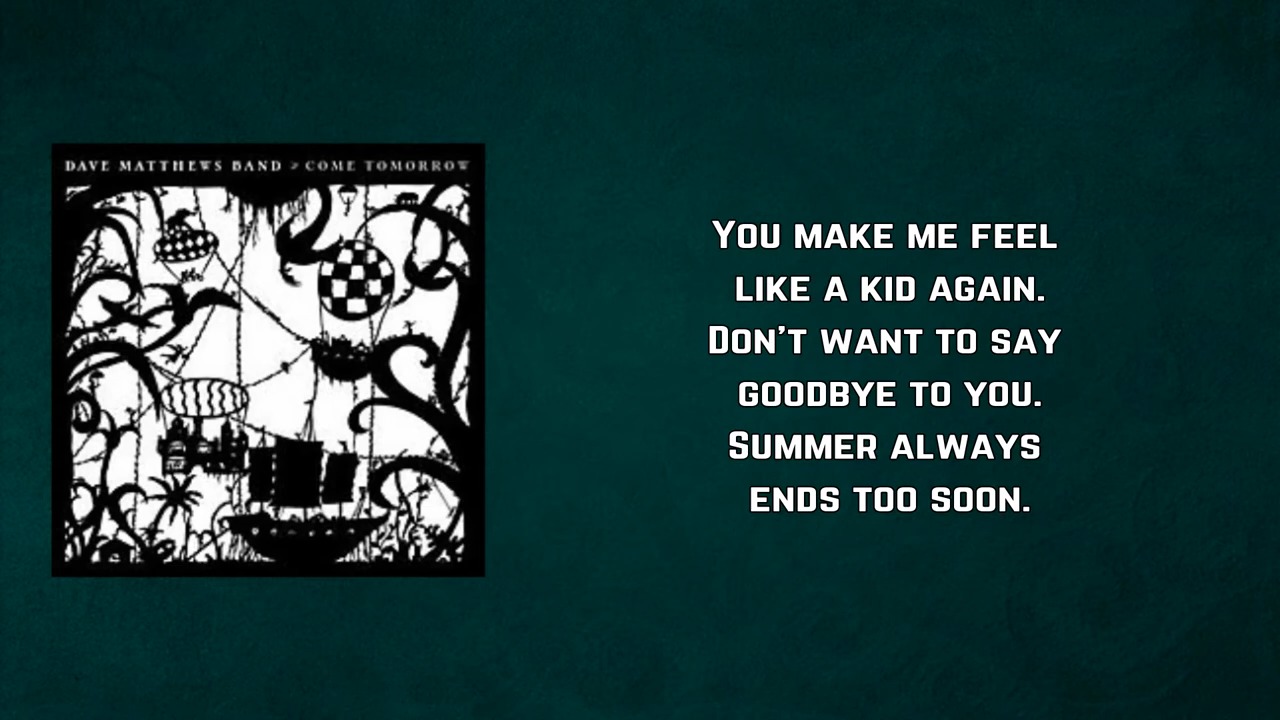 DAVE MATTHEWS BAND > COME TOMORROW
You make me feel
like a kid again.
Don't want to say
goodbye to you.
Summer always
ends too soon.